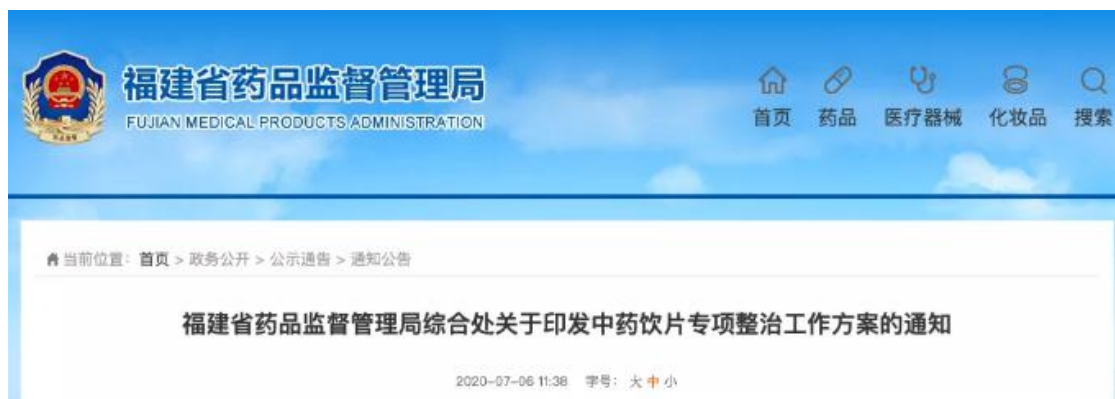 福建省药品监督管理局
FUJIAN MEDICAL PRODUCTS ADMINISTRATION
首页 药品 医疗器械 化妆品 搜索
当前位置：首页 > 政务公开 > 公示通告 > 通知公告
福建省药品监督管理局综合处关于印发中药饮片专项整治工作方案的通知
2020-07-06 11:38 字号：大 中 小